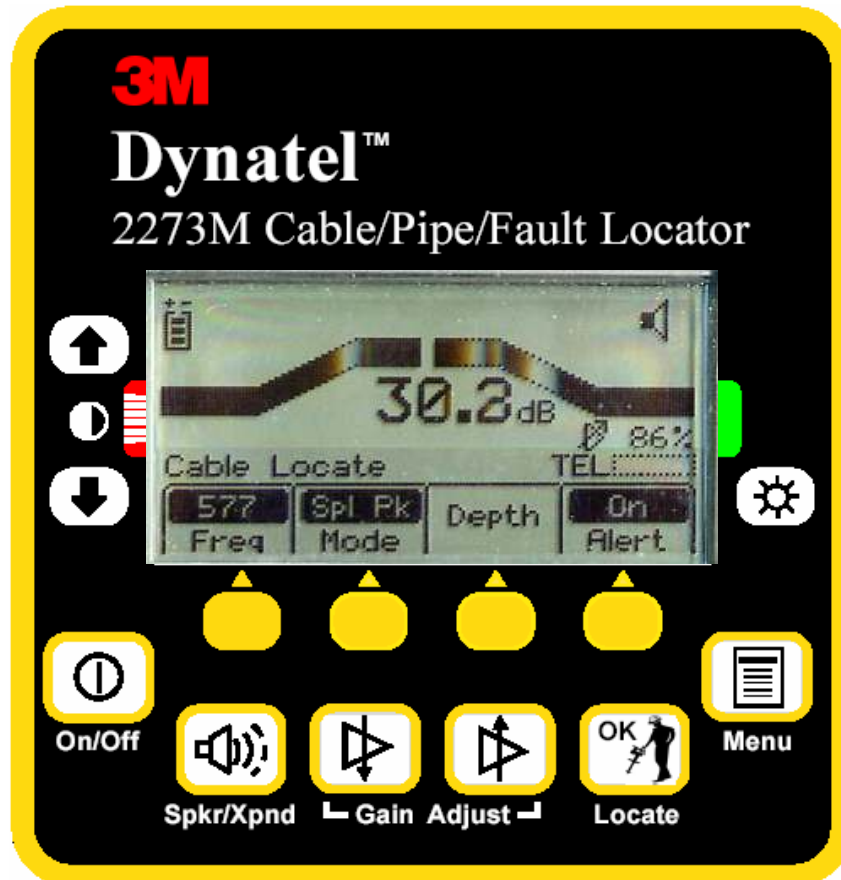 3M
Dynatel™
2273M Cable/Pipe/Fault Locator
30.2dB
86%
Cable Locate TEL
577 Spl Pk Depth On
Freq Mode Alert
On/Off
OK
Menu
Spkr/Xpnd Gain Adjust Locate